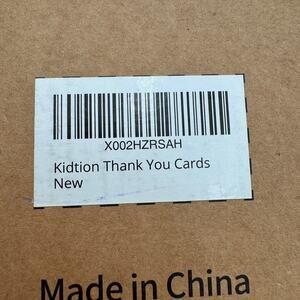 X002HZRSAH
Kidtion Thank You Cards
New
Made in China